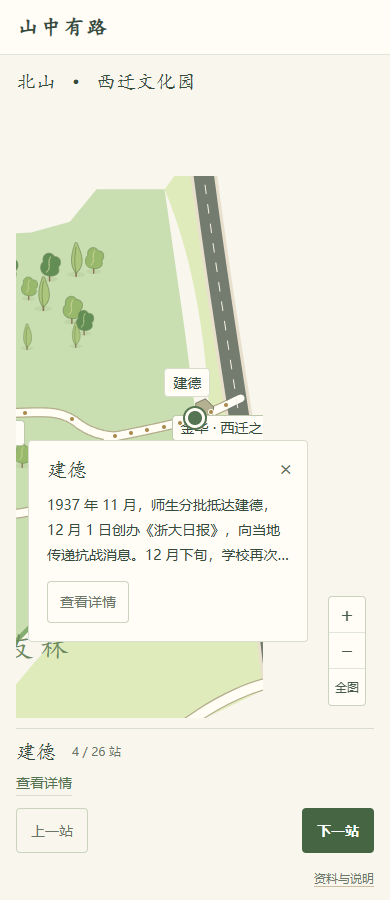 山中有路
北山 • 西迁文化园
建德
金华 · 西迁之
建德
×
1937 年 11 月，师生分批抵达建德，
12 月 1 日创办《浙大日报》，向当地
传递抗战消息。12 月下旬，学校再次…
查看详情
林
+
−
全图
建德 4 / 26 站
查看详情
上一站
下一站
资料与说明